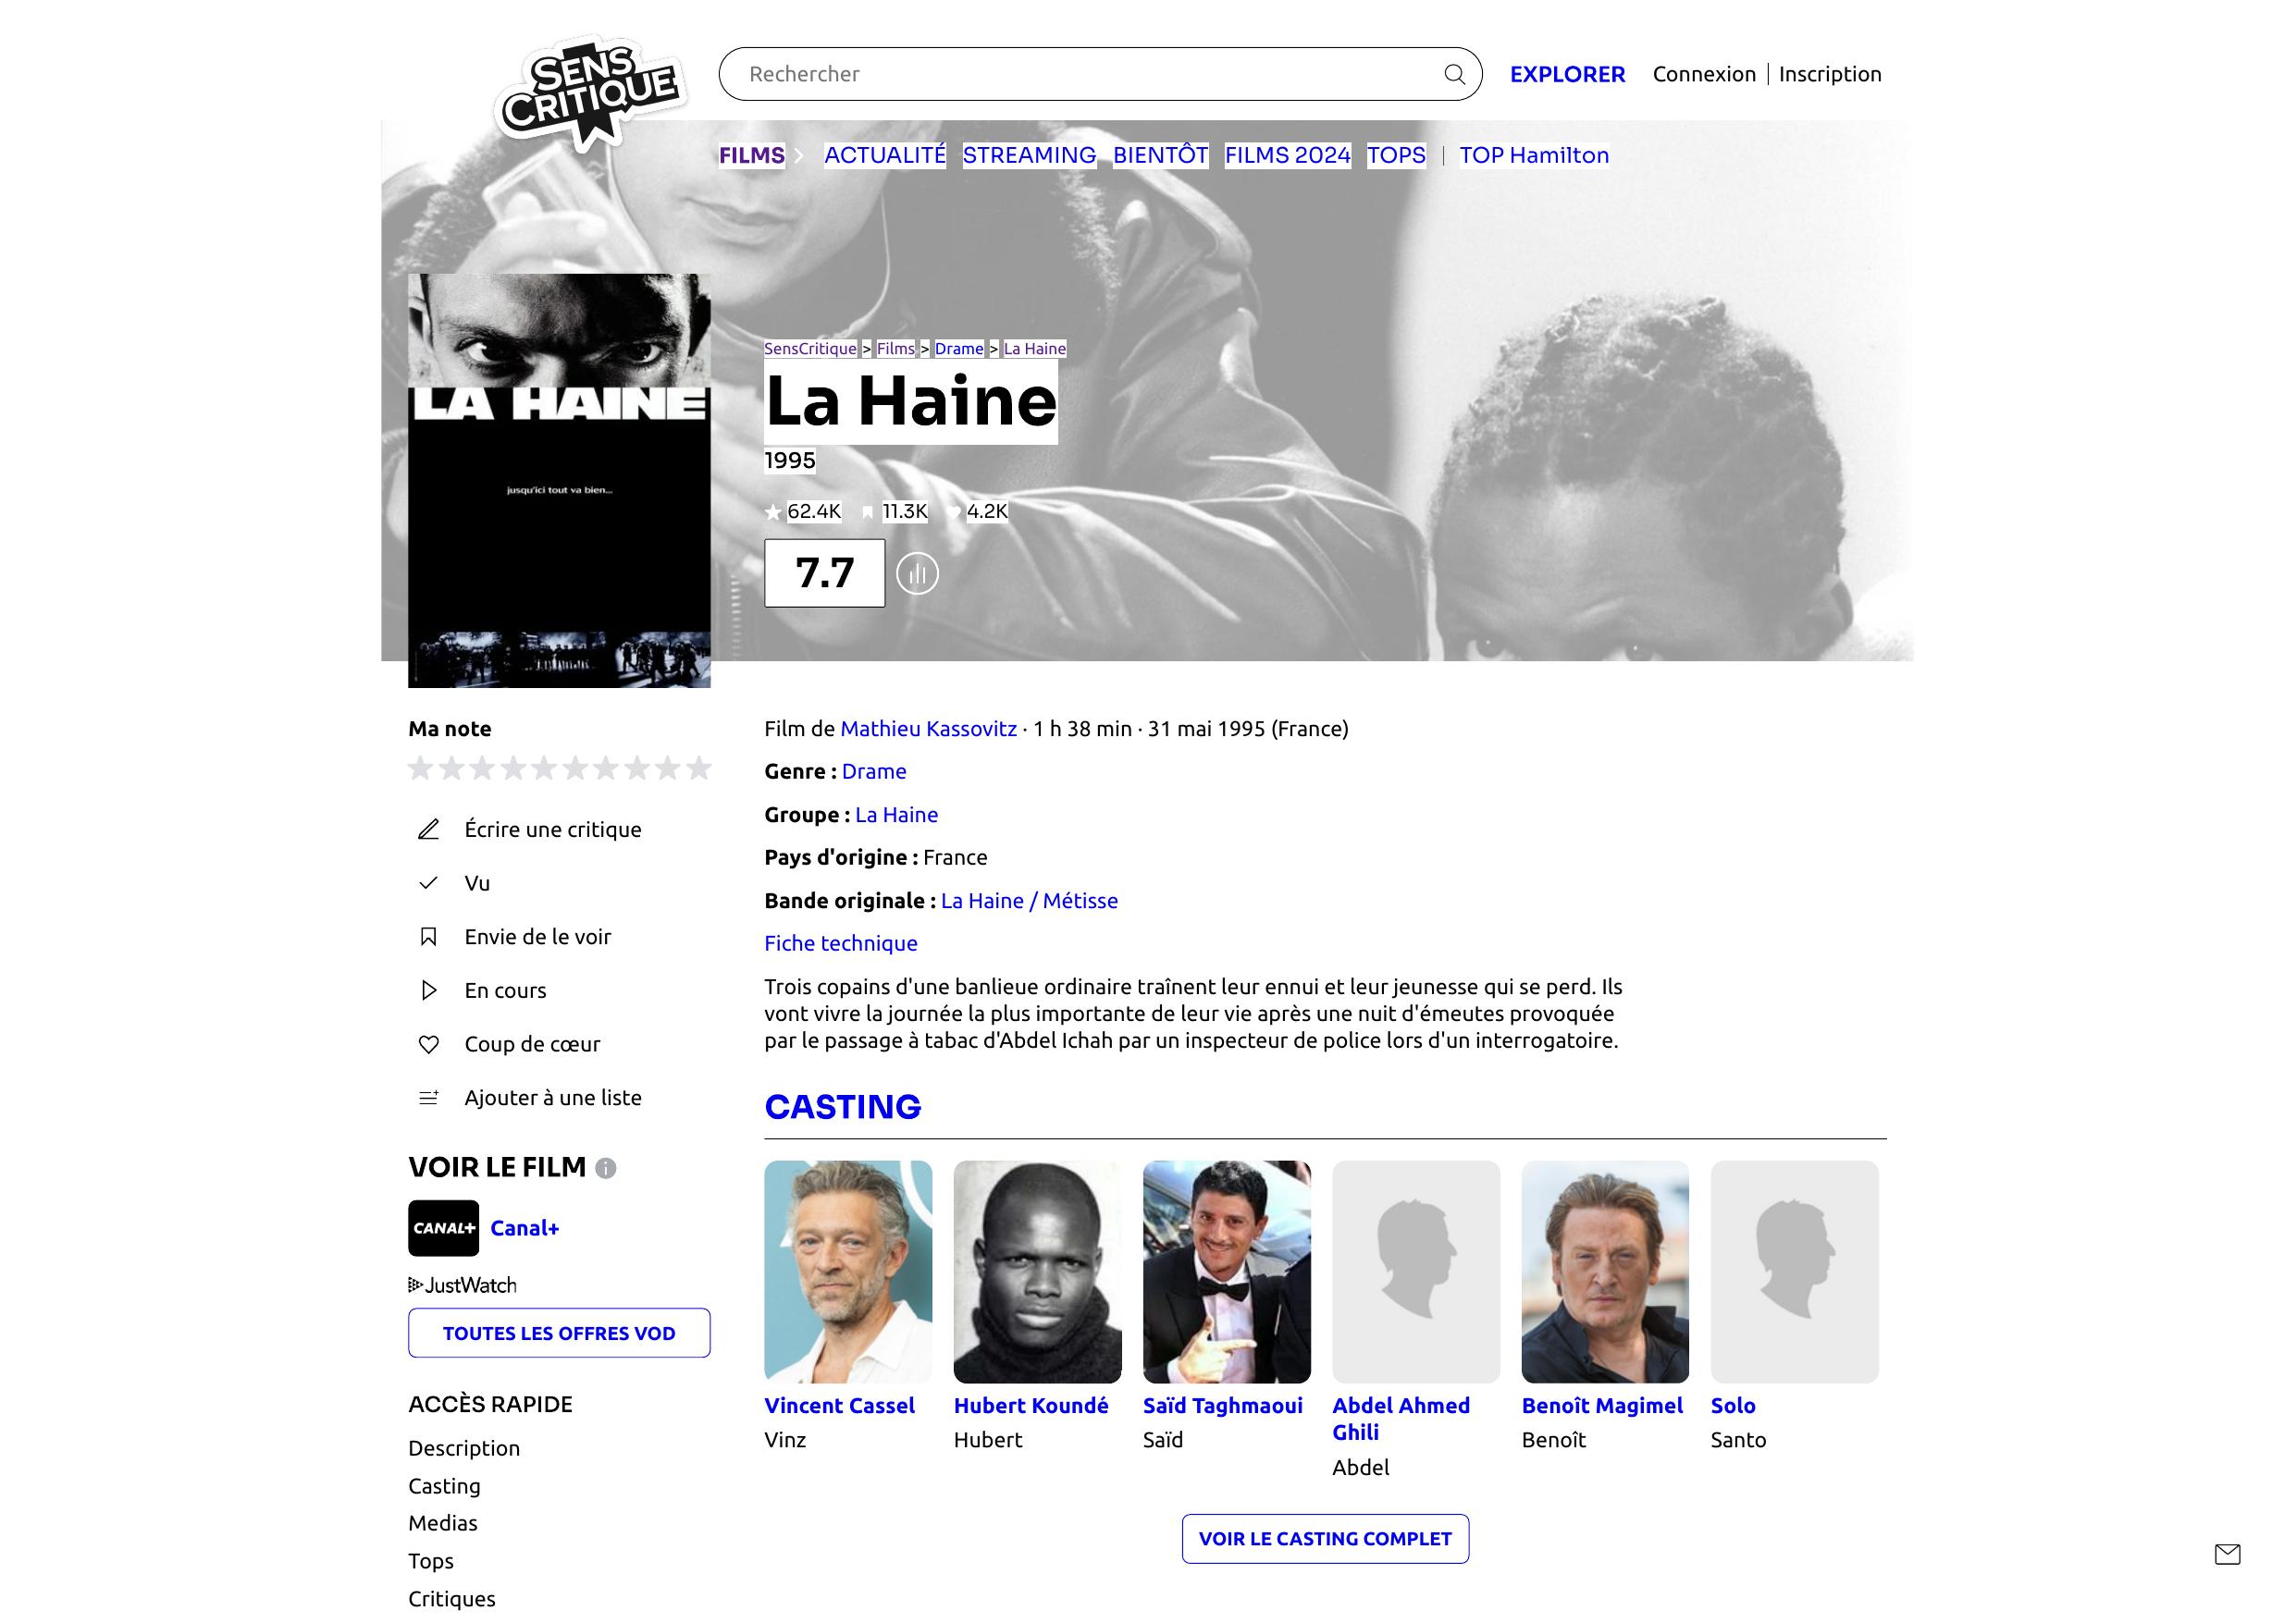 SENS
CRITIQUE
Rechercher
EXPLORER
Connexion | Inscription
FILMS
ACTUALITÉ
STREAMING
BIENTÔT
FILMS 2024
TOPS
| TOP Hamilton
LA HAINE
jusqu'ici tout va bien...
SensCritique > Films > Drame > La Haine
La Haine
1995
62.4K
11.3K
4.2K
7.7
Ma note
Écrire une critique
Vu
Envie de le voir
En cours
Coup de cœur
Ajouter à une liste
VOIR LE FILM
CANAL+
Canal+
JustWatch
TOUTES LES OFFRES VOD
ACCÈS RAPIDE
Description
Casting
Medias
Tops
Critiques
Film de Mathieu Kassovitz · 1 h 38 min · 31 mai 1995 (France)
Genre : Drame
Groupe : La Haine
Pays d'origine : France
Bande originale : La Haine / Métisse
Fiche technique
Trois copains d'une banlieue ordinaire traînent leur ennui et leur jeunesse qui se perd. Ils
vont vivre la journée la plus importante de leur vie après une nuit d'émeutes provoquée
par le passage à tabac d'Abdel Ichah par un inspecteur de police lors d'un interrogatoire.
CASTING
Vincent Cassel
Vinz
Hubert Koundé
Hubert
Saïd Taghmaoui
Saïd
Abdel Ahmed
Ghili
Abdel
Benoît Magimel
Benoît
Solo
Santo
VOIR LE CASTING COMPLET